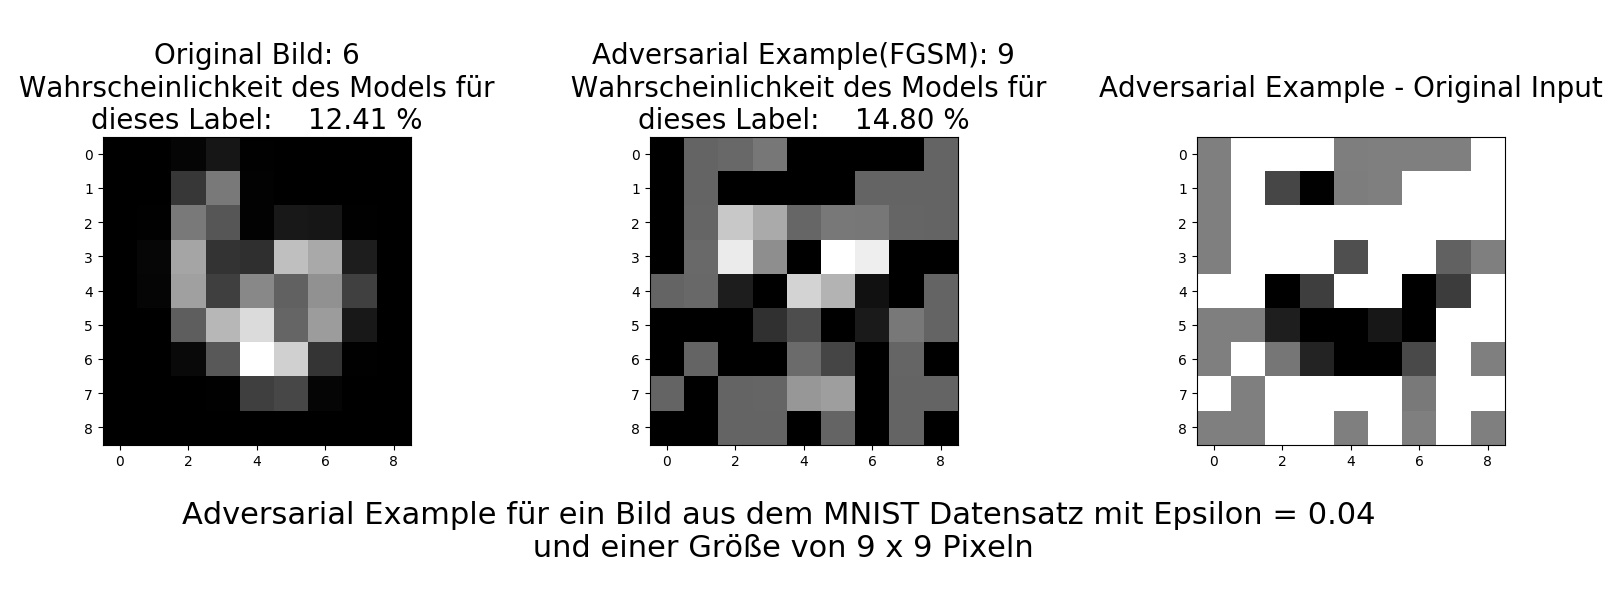 Original Bild: 6
Wahrscheinlichkeit des Models für
dieses Label: 12.41 %
Adversarial Example(FGSM): 9
Wahrscheinlichkeit des Models für
dieses Label: 14.80 %
Adversarial Example - Original Input
0
1
2
3
4
5
6
7
8
0 2 4 6 8
0
1
2
3
4
5
6
7
8
0 2 4 6 8
0
1
2
3
4
5
6
7
8
0 2 4 6 8
Adversarial Example für ein Bild aus dem MNIST Datensatz mit Epsilon = 0.04
und einer Größe von 9 x 9 Pixeln